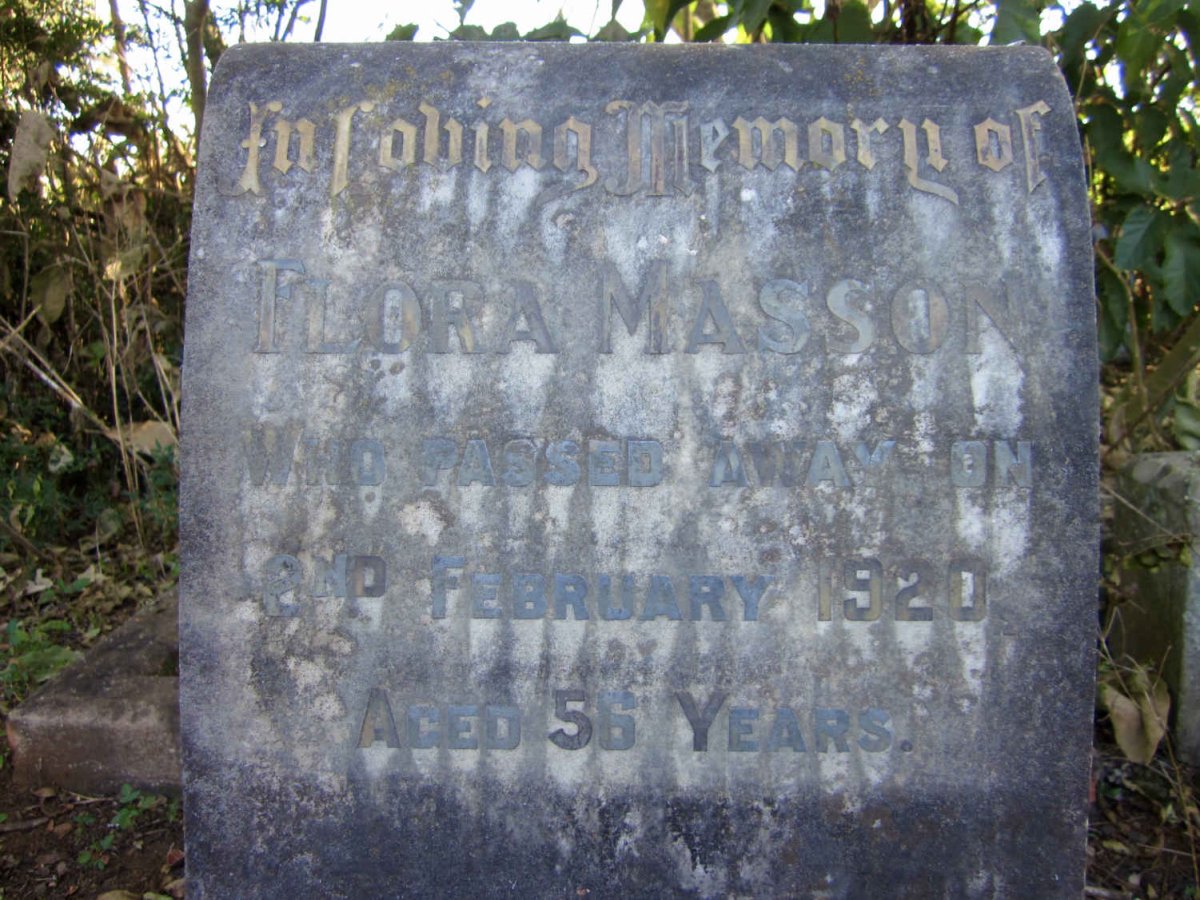 In Loving Memory of
FLORA MASSON
WHO PASSED AWAY ON
2ND FEBRUARY 1920.
AGED 56 YEARS.